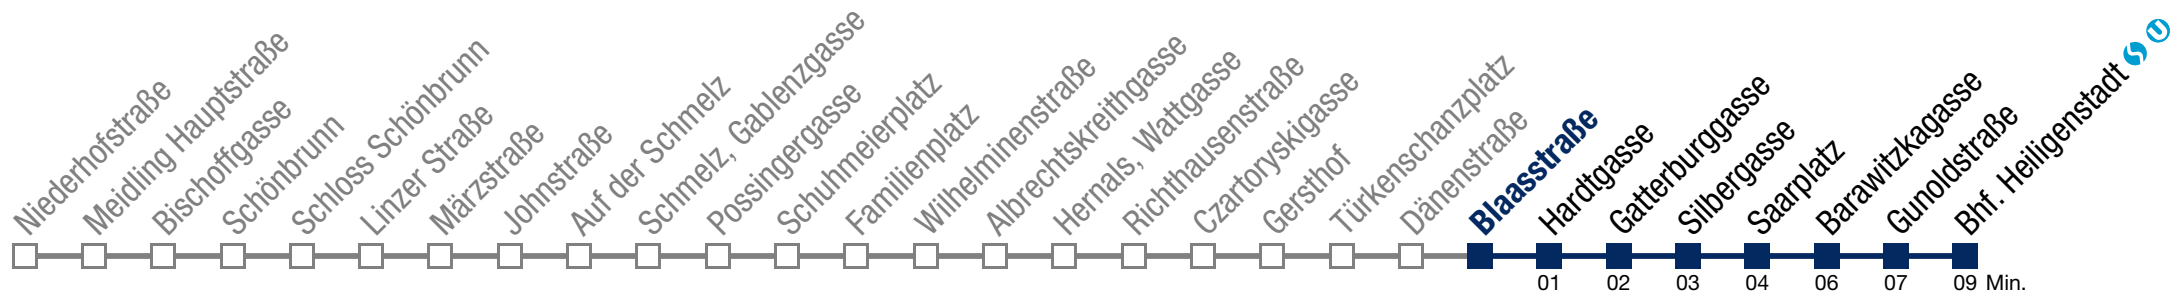 Niederhofstraße
Meidling Hauptstraße
Bischoffgasse
Schönbrunn
Schloss Schönbrunn
Linzer Straße
Märzstraße
Johnstraße
Auf der Schmelz
Schmelz, Gablenzgasse
Possingergasse
Schuhmeierplatz
Familienplatz
Wilhelminenstraße
Albrechtskreithgasse
Hernals, Wattgasse
Richthausenstraße
Czartoryskigasse
Gersthof
Türkenschanzplatz
Dänenstraße
Blaasstraße
Hardtgasse
Gatterburggasse
Silbergasse
Saarplatz
Barawitzkagasse
Gunoldstraße
Bhf. Heiligenstadt S U
01 02 03 04 06 07 09 Min.